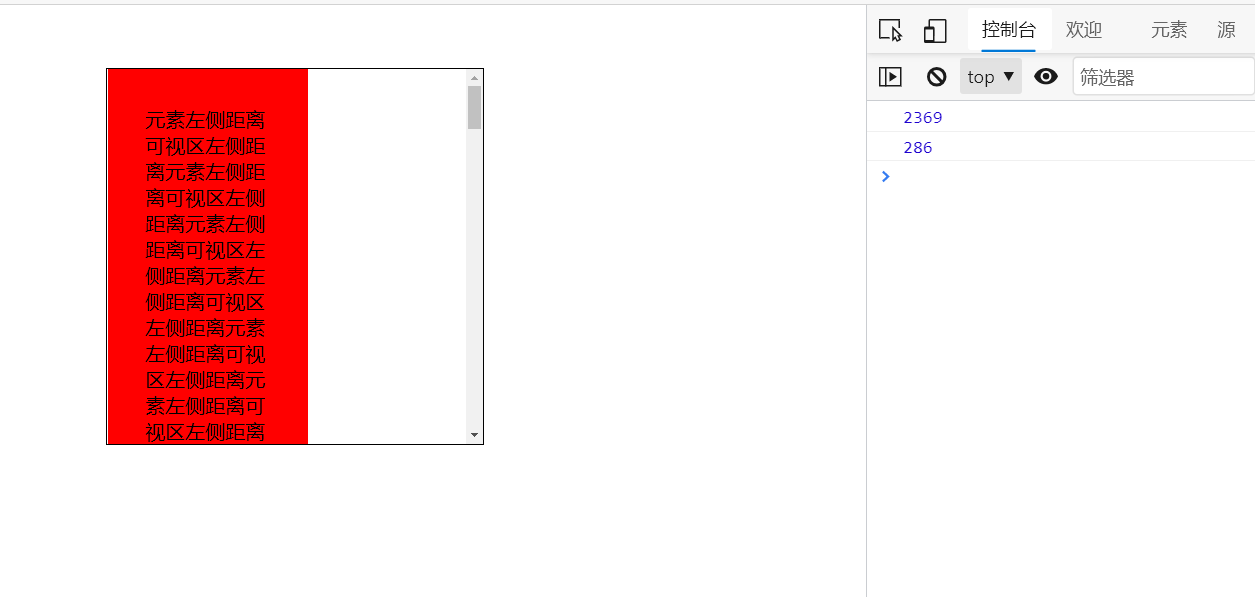 元素左侧距离
可视区左侧距
离元素左侧距
离可视区左侧
距离元素左侧
距离可视区左
侧距离元素左
侧距离可视区
左侧距离元素
左侧距离可视
区左侧距离元
素左侧距离可
视区左侧距离
控制台 欢迎 元素 源
top ▼ 筛选器
2369
286